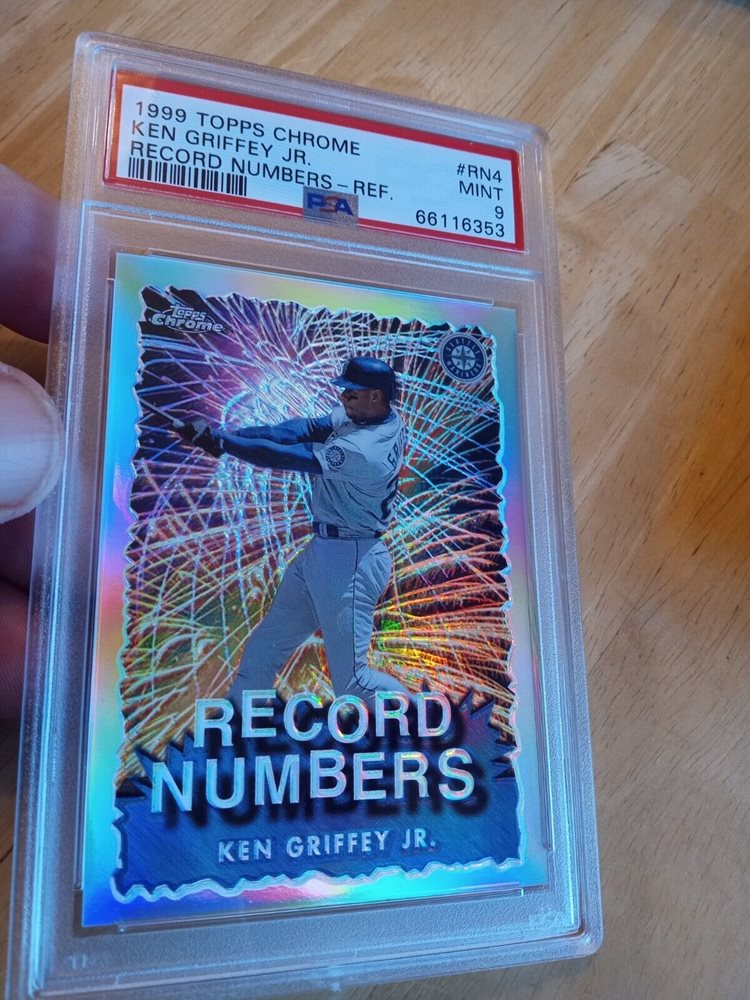 1999 TOPPS CHROME
KEN GRIFFEY JR.
RECORD NUMBERS-REF.
#RN4
MINT
9
66116353
PSA
Topps
Chrome
RECORD
NUMBERS
KEN GRIFFEY JR.